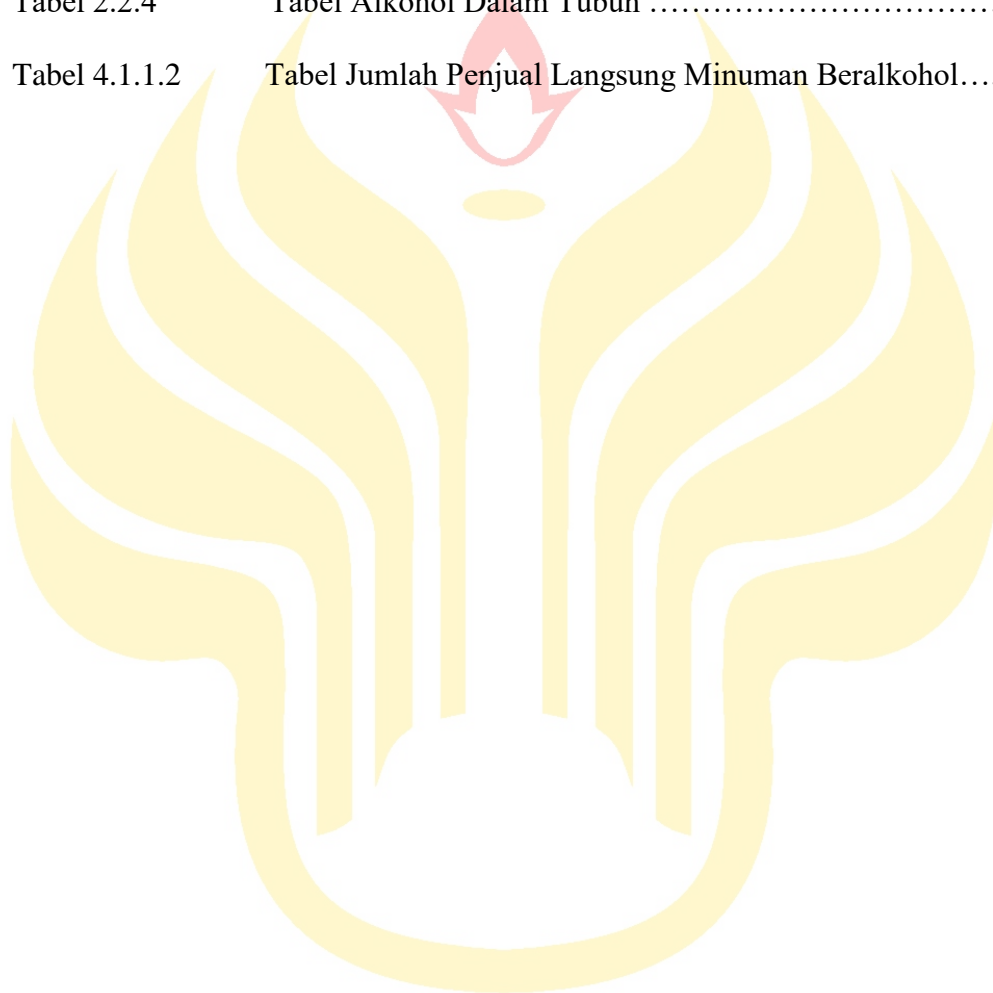 Tabel 2.2.4 Tabel Alkohol Dalam Tubuh ……………………………
Tabel 4.1.1.2 Tabel Jumlah Penjual Langsung Minuman Beralkohol….